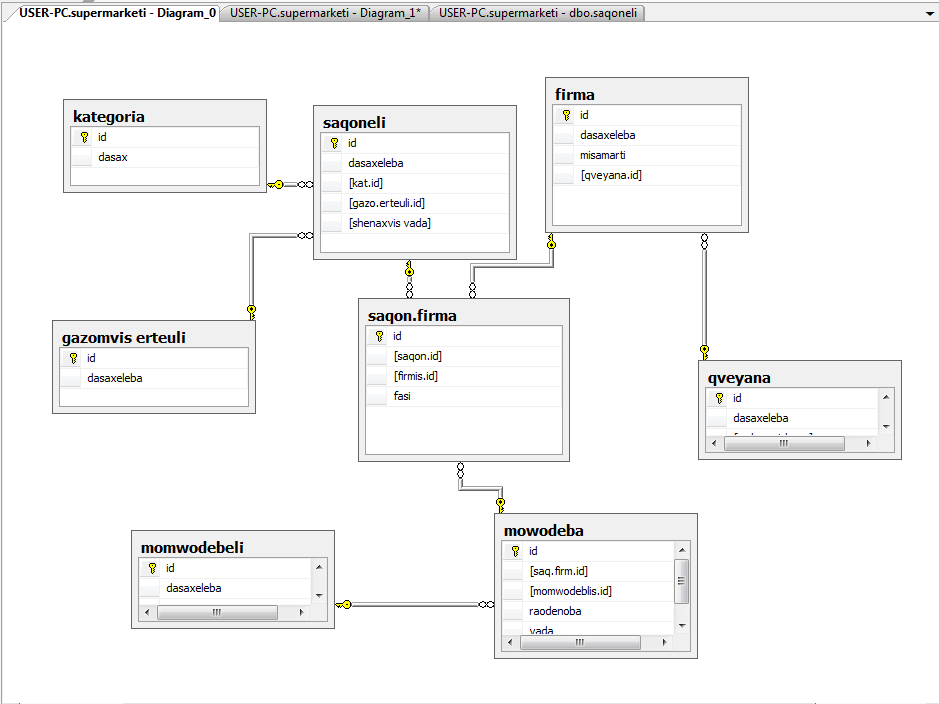 USER-PC.supermarketi - Diagram_0
USER-PC.supermarketi - Diagram_1*
USER-PC.supermarketi - dbo.saqoneli
kategoria
id
dasax
saqoneli
id
dasaxeleba
[kat.id]
[gazo.erteuli.id]
[shenaxvis vada]
firma
id
dasaxeleba
misamarti
[qveyana.id]
gazomvis erteuli
id
dasaxeleba
saqon.firma
id
[saqon.id]
[firmis.id]
fasi
qveyana
id
dasaxeleba
momwodebeli
id
dasaxeleba
mowodeba
id
[saq.firm.id]
[momwodeblis.id]
raodenoba
vada